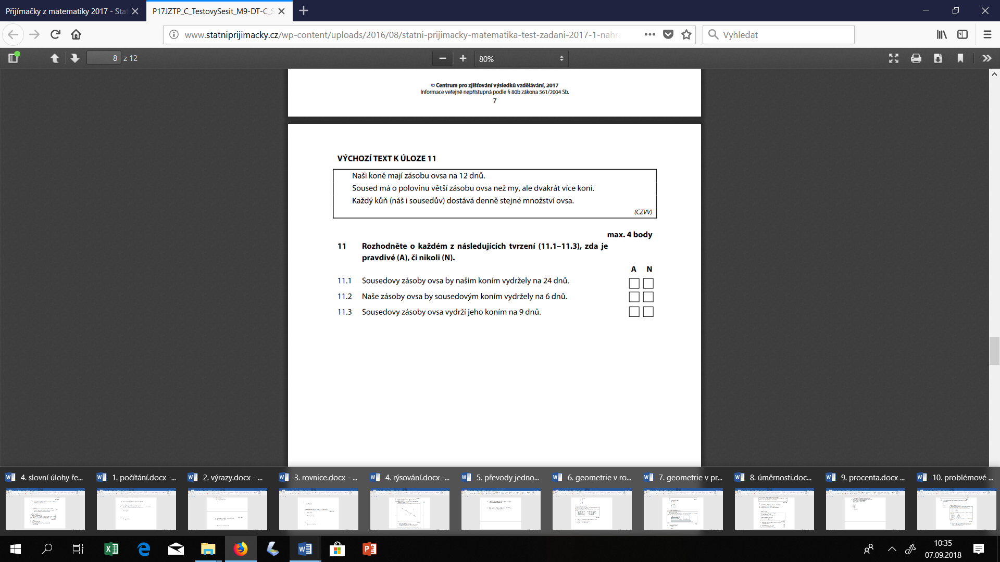 Přijímačky z matematiky 2017 - Stat
P17JZTP_C_TestovySesit_M9-DT-C_S
www.statniprijimacky.cz/wp-content/uploads/2016/08/statni-prijimacky-matematika-test-zadani-2017-1-nahra
Vyhledat
8 z 12
80%
© Centrum pro zjišťování výsledků vzdělávání, 2017
Informace veřejně nepřístupná podle § 80b zákona 561/2004 Sb.
7
VÝCHOZÍ TEXT K ÚLOZE 11
Naši koně mají zásobu ovsa na 12 dnů.
Soused má o polovinu větší zásobu ovsa než my, ale dvakrát více koní.
Každý kůň (náš i sousedův) dostává denně stejné množství ovsa.
(CZVV)
max. 4 body
11 Rozhodněte o každém z následujících tvrzení (11.1–11.3), zda je
pravdivé (A), či nikoli (N).
A N
11.1 Sousedovy zásoby ovsa by našim koním vydržely na 24 dnů.
11.2 Naše zásoby ovsa by sousedovým koním vydržely na 6 dnů.
11.3 Sousedovy zásoby ovsa vydrží jeho koním na 9 dnů.
4. slovní úlohy ře...
1. počítání.docx -...
2. výrazy.docx - ...
3. rovnice.docx - ...
4. rýsování.docx -...
5. převody jedno...
6. geometrie v ro...
7. geometrie v pr...
8. úměrnosti.doc...
9. procenta.docx ...
10. problémové ...
10:35
07.09.2018